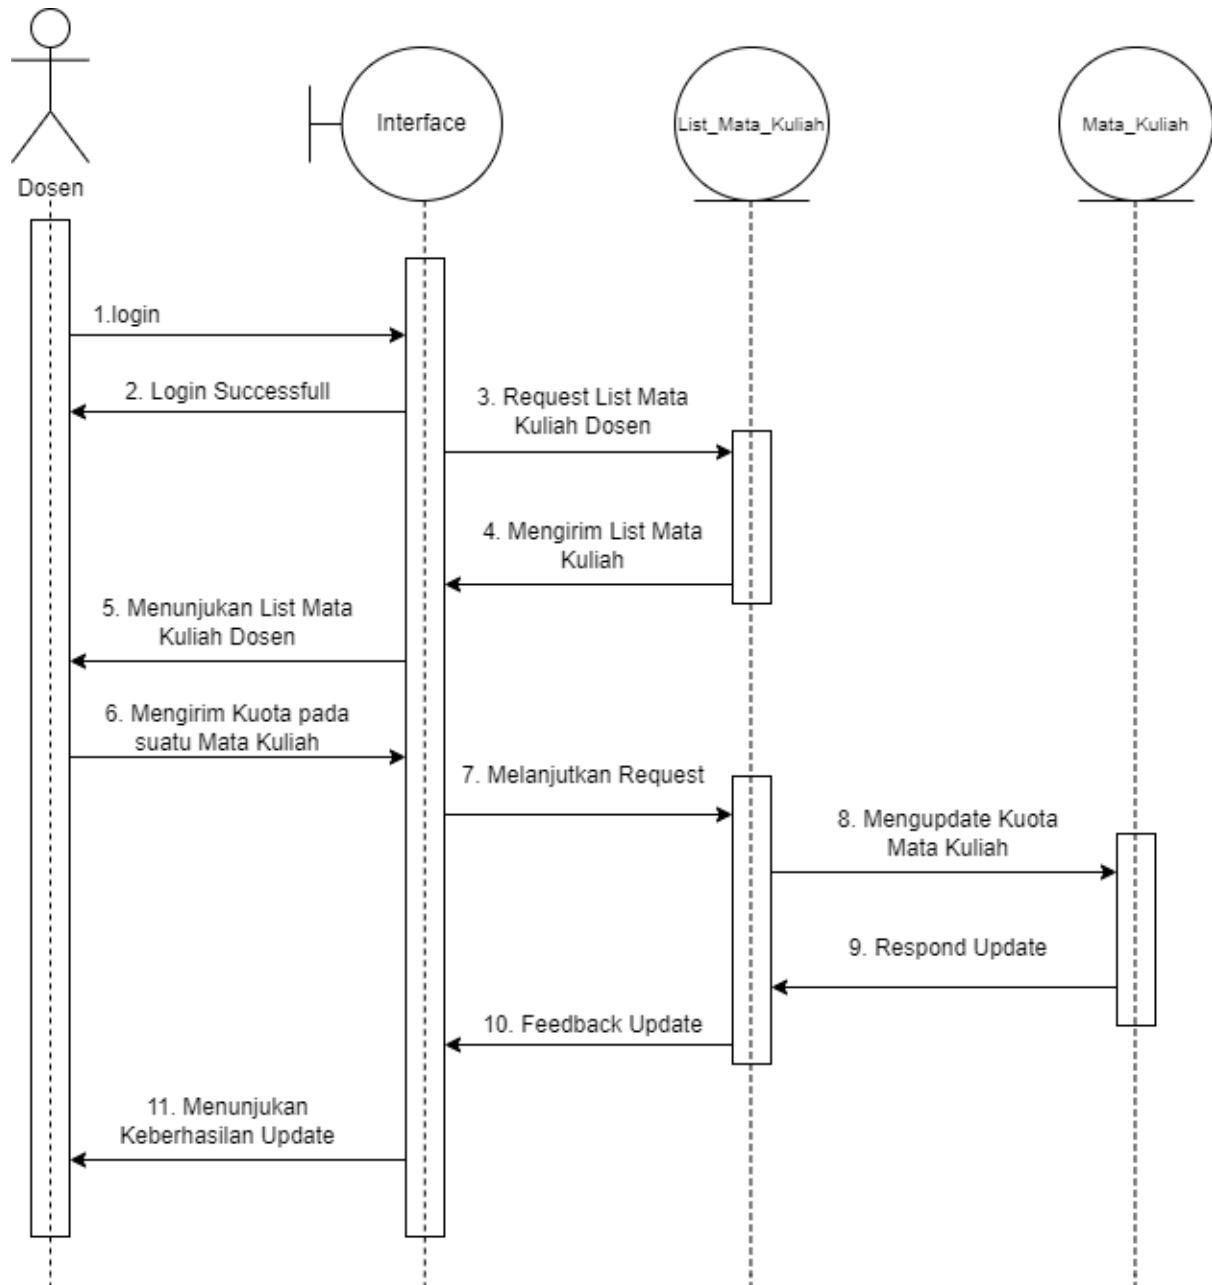 Interface
List_Mata_Kuliah
Mata_Kuliah
Dosen
1.login
2. Login Successfull
3. Request List Mata
Kuliah Dosen
4. Mengirim List Mata
Kuliah
5. Menunjukan List Mata
Kuliah Dosen
6. Mengirim Kuota pada
suatu Mata Kuliah
7. Melanjutkan Request
8. Mengupdate Kuota
Mata Kuliah
9. Respond Update
10. Feedback Update
11. Menunjukan
Keberhasilan Update